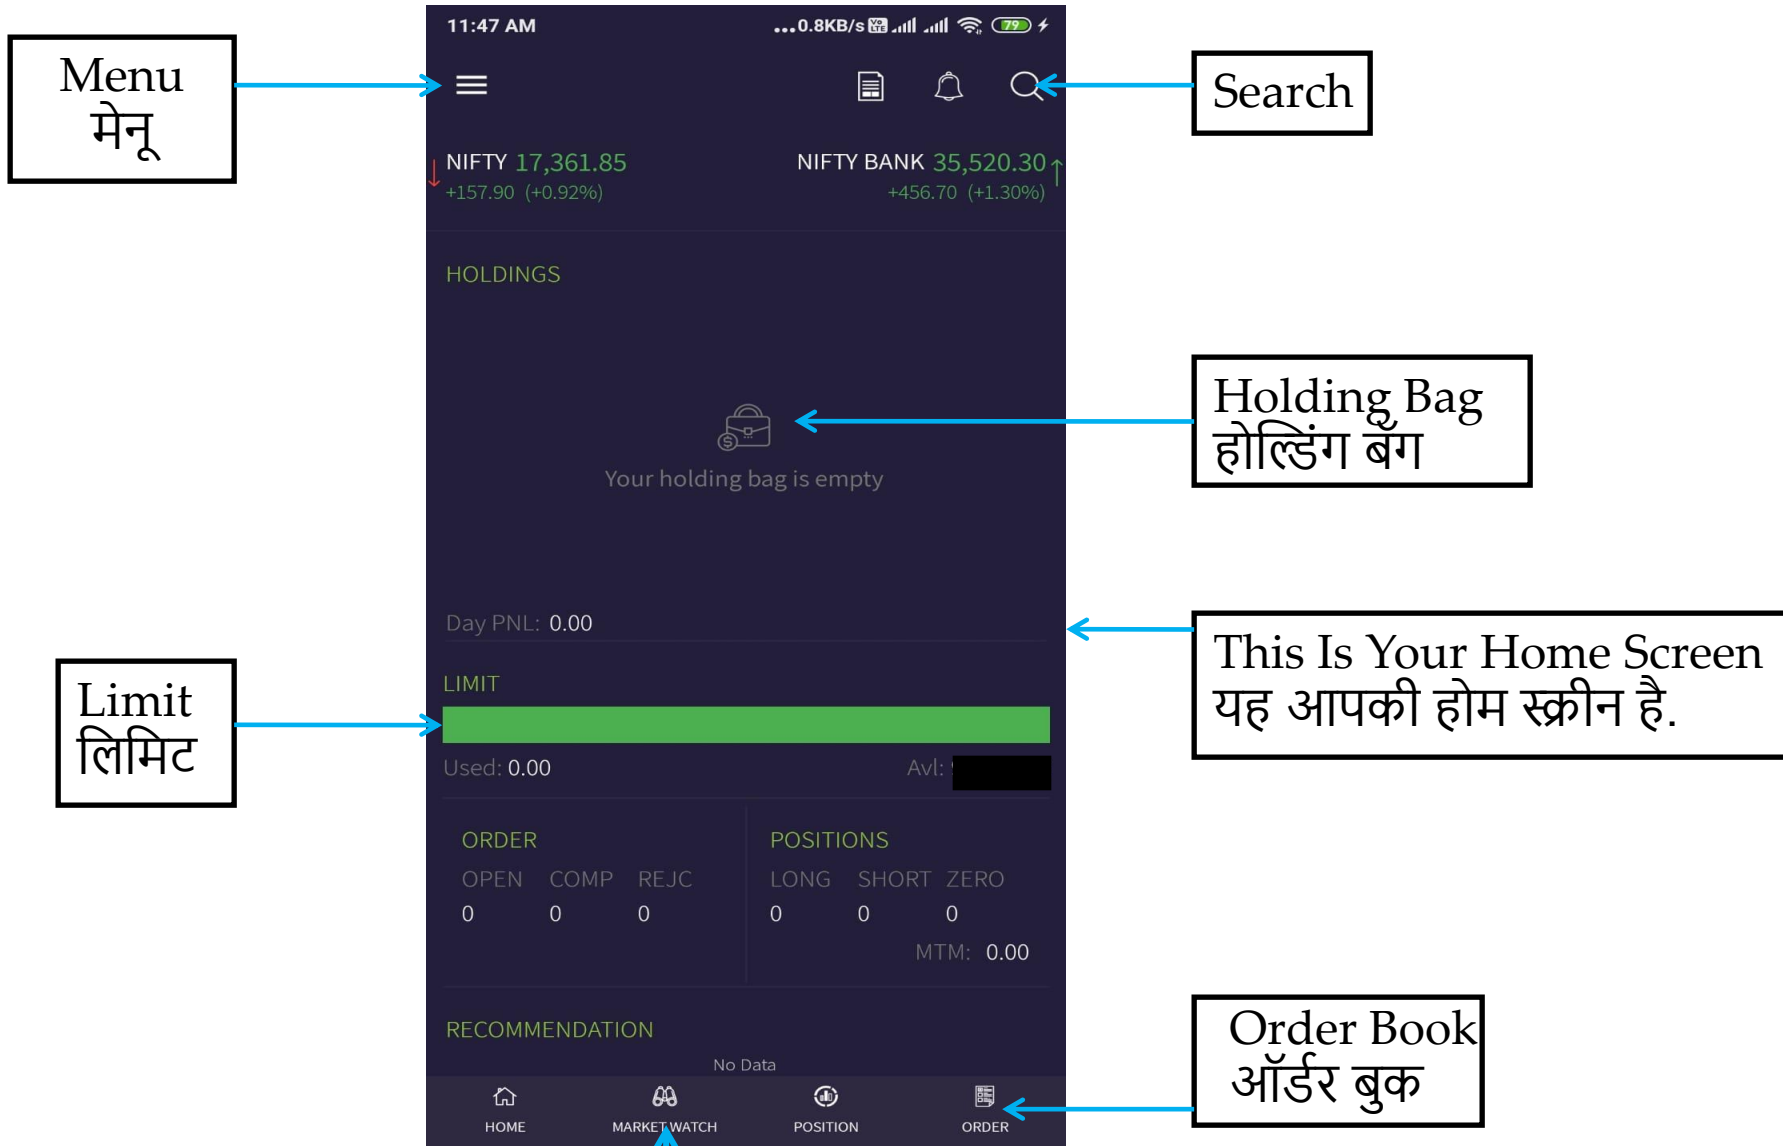 11:47 AM
...0.8KB/s Vo LTE 79
Menu
मेनू
Search
NIFTY 17,361.85
+157.90 (+0.92%)
NIFTY BANK 35,520.30
+456.70 (+1.30%)
HOLDINGS
Your holding bag is empty
Holding Bag
होल्डिंग बॅग
Day PNL: 0.00
This Is Your Home Screen
यह आपकी होम स्क्रीन है.
LIMIT
Limit
लिमिट
Used: 0.00
Avl:
ORDER
OPEN COMP REJC
0 0 0
POSITIONS
LONG SHORT ZERO
0 0 0
MTM: 0.00
RECOMMENDATION
No Data
Order Book
ऑर्डर बुक
HOME
MARKET WATCH
POSITION
ORDER